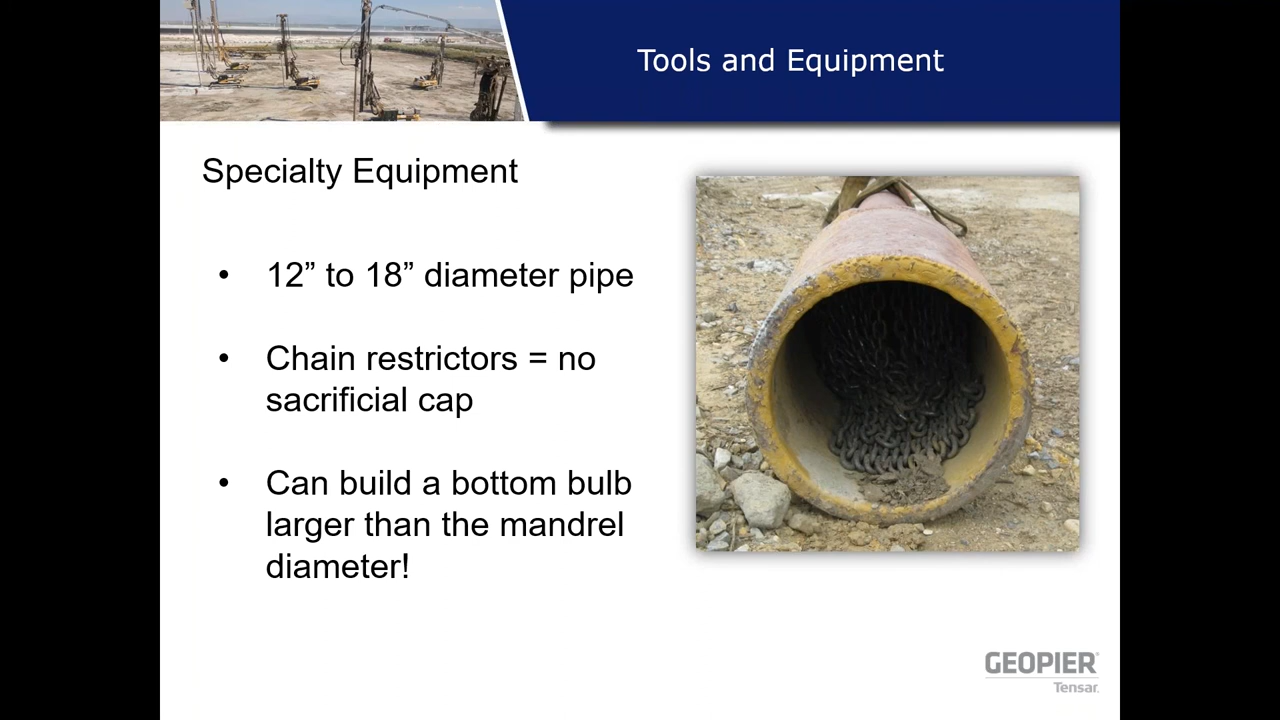 Tools and Equipment
Specialty Equipment
• 12” to 18” diameter pipe
• Chain restrictors = no
sacrificial cap
• Can build a bottom bulb
larger than the mandrel
diameter!
GEOPIER®
Tensar.